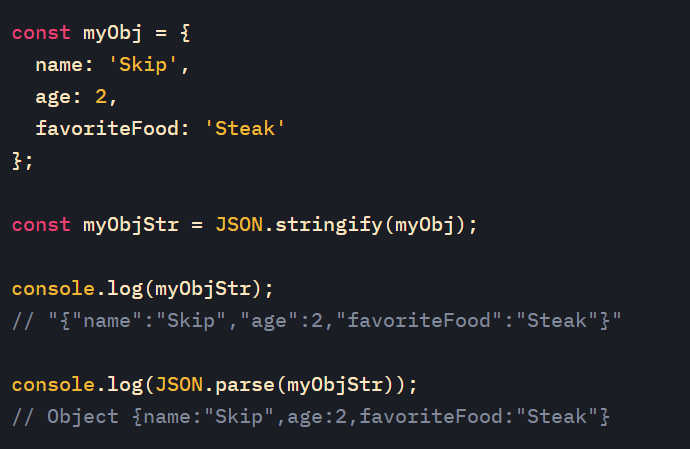 const myObj = {
  name: 'Skip',
  age: 2,
  favoriteFood: 'Steak'
};

const myObjStr = JSON.stringify(myObj);

console.log(myObjStr);
// "{"name":"Skip","age":2,"favoriteFood":"Steak"}"

console.log(JSON.parse(myObjStr));
// Object {name:"Skip",age:2,favoriteFood:"Steak"}